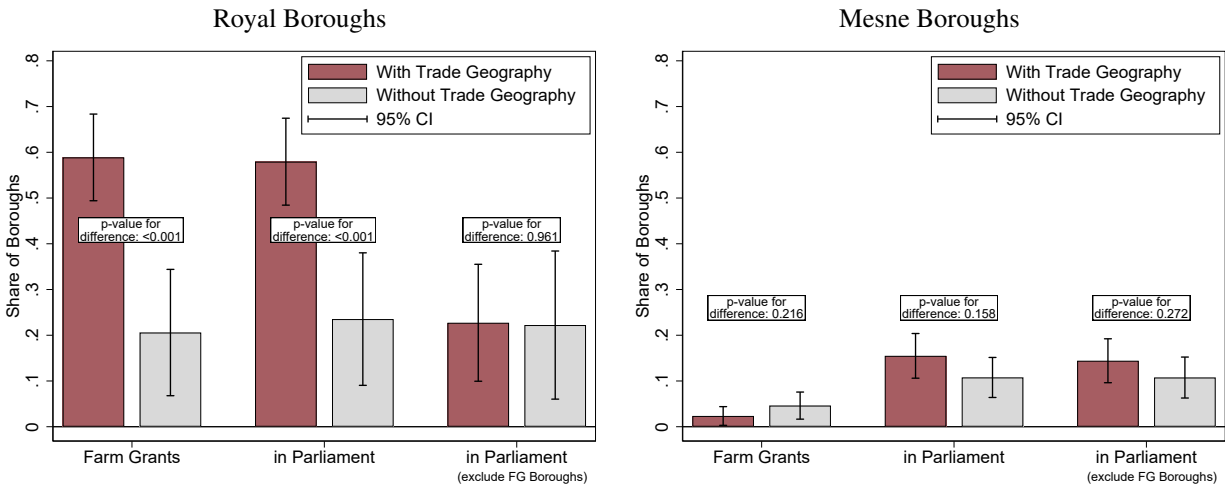 Royal Boroughs
Share of Boroughs
.8
.7
.6
.5
.4
.3
.2
.1
0
With Trade Geography
Without Trade Geography
95% CI
p-value for
difference: <0.001
p-value for
difference: <0.001
p-value for
difference: 0.961
Farm Grants
in Parliament
in Parliament
(exclude FG Boroughs)
Mesne Boroughs
Share of Boroughs
.8
.7
.6
.5
.4
.3
.2
.1
0
With Trade Geography
Without Trade Geography
95% CI
p-value for
difference: 0.216
p-value for
difference: 0.158
p-value for
difference: 0.272
Farm Grants
in Parliament
in Parliament
(exclude FG Boroughs)